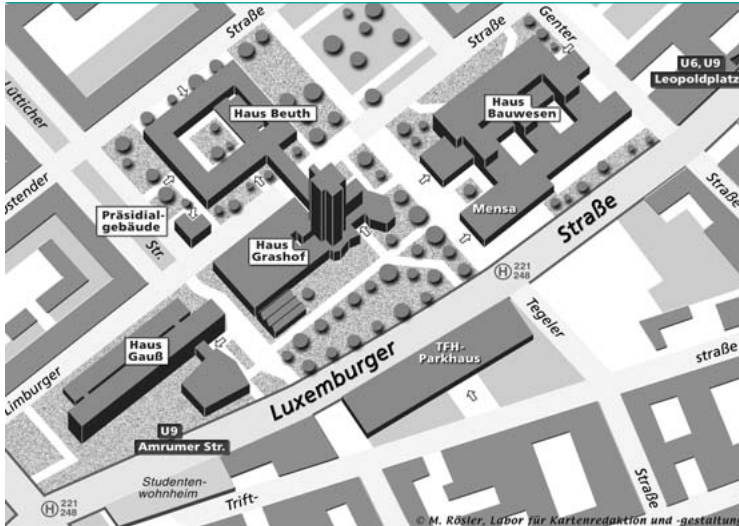 Straße
Straße
Genter
U6, U9
Leopoldplatz
Lütticher
Haus Beuth
Haus
Bauwesen
Ostender
Präsidial-
gebäude
Str.
Haus
Grashof
Mensa
Straße
Straße
H 221
248
Tegeler
Haus
Gauß
Limburger
Luxemburger
TFH-
Parkhaus
straße
U9
Amrumer Str.
Studenten-
wohnheim
Trift-
Straße
H 221
248
© M. Rösler, Labor für Kartenredaktion und -gestaltung